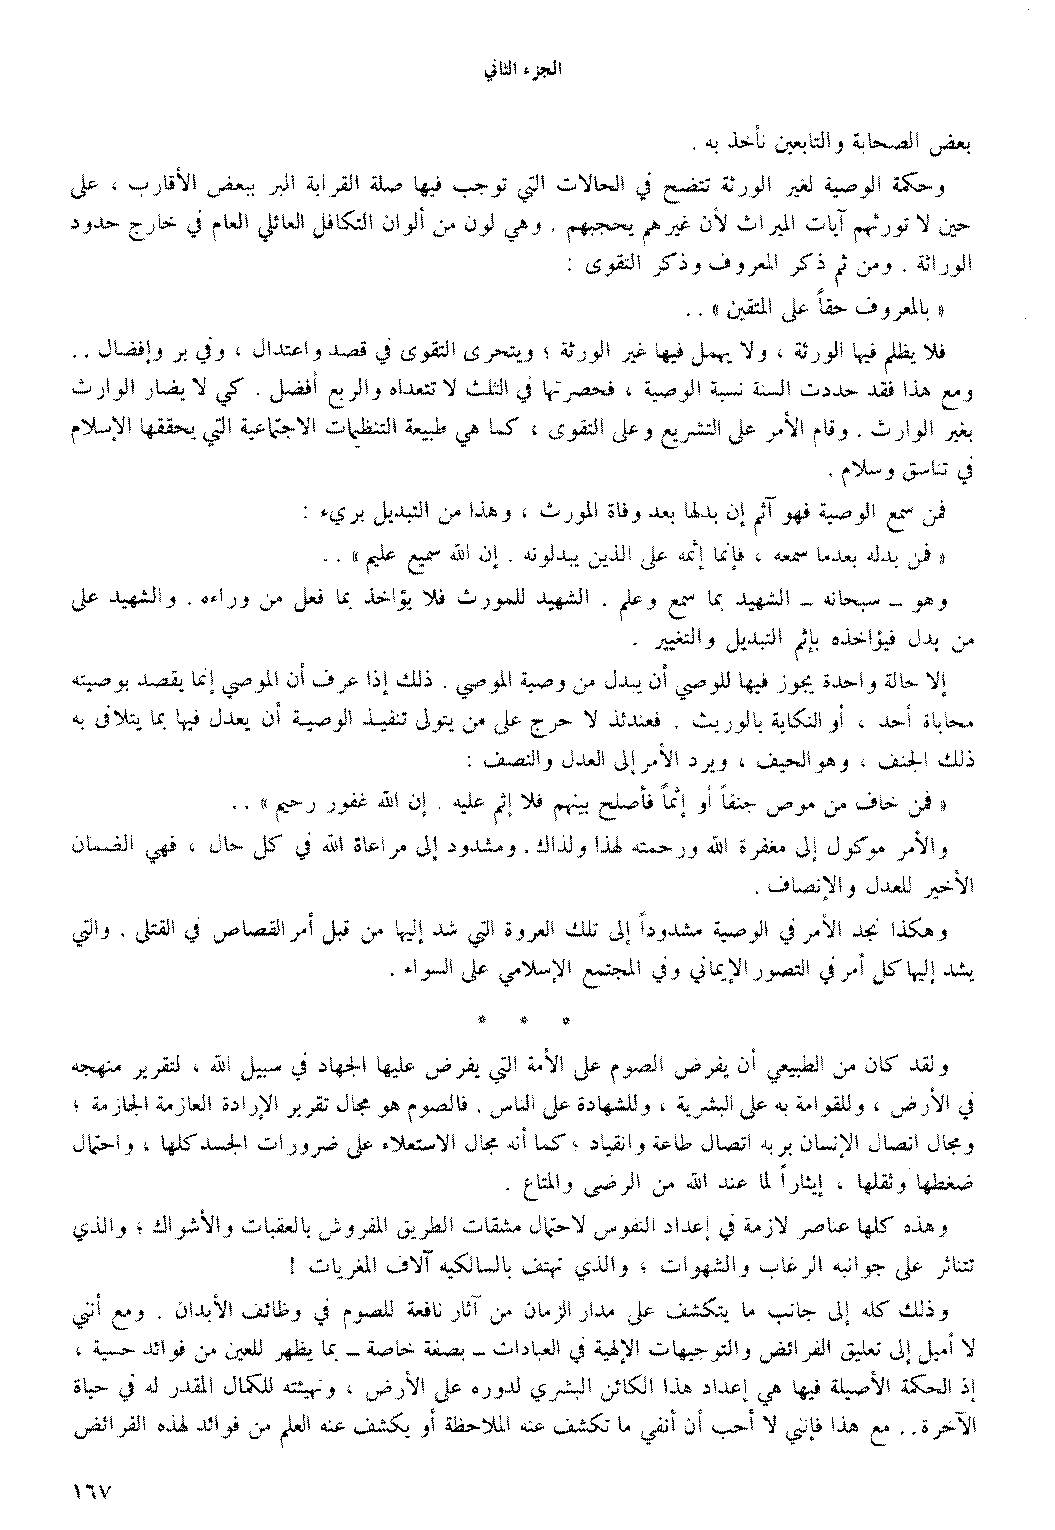 الجزء الثاني
بعض الصحابة والتابعين نأخذ به .
وحكمة الوصية لغير الورثة تتضح في الحالات التي توجب فيها صلة القرابة البر ببعض الأقارب ، على
حين لا تورثهم آيات الميراث لأن غيرهم يحجبهم . وهي لون من ألوان التكافل العائلي العام في خارج حدود
الوراثة . ومن ثم ذكر المعروف وذكر التقوى :
« بالمعروف حقاً على المتقين » ..
فلا يظلم فيها الورثة ، ولا يهمل فيها غير الورثة ؛ ويتحرى التقوى في قصد واعتدال ، وفي بر وإفضال ..
ومع هذا فقد حددت السنة نسبة الوصية ، فحصرتها في الثلث لا تتعداه والربع أفضل . كي لا يضار الوارث
بغير الوارث . وقام الأمر على التشريع وعلى التقوى ، كما هي طبيعة التنظيمات الاجتماعية التي يحققها الإسلام
في تناسق وسلام .
فمن سمع الوصية فهو آثم إن بدلها بعد وفاة المورث ، وهذا من التبديل بريء :
« فمن بدله بعدما سمعه ، فإنما إثمه على الذين يبدلونه . إن الله سميع عليم » ..
وهو – سبحانه – الشهيد بما سمع وعلم . الشهيد للمورث فلا يؤاخذ بما فعل من وراءه . والشهيد على
من بدل فيؤاخذه بإثم التبديل والتغيير .
إلا حالة واحدة يجوز فيها للوصي أن يبدل من وصية الموصي . ذلك إذا عرف أن الموصي إنما يقصد بوصيته
محاباة أحد ، أو النكاية بالوريث . فعندئذ لا حرج على من يتولى تنفيذ الوصية أن يعدل فيها بما يتلافى به
ذلك الجنف ، وهو الحيف ، ويرد الأمر إلى العدل والنصف :
« فمن خاف من موص جنفاً أو إثماً فأصلح بينهم فلا إثم عليه . إن الله غفور رحيم » ..
والأمر موكول إلى مغفرة الله ورحمته لهذا ولذاك . ومشدود إلى مراعاة الله في كل حال ، فهي الضمان
الأخير للعدل والإنصاف .
وهكذا نجد الأمر في الوصية مشدوداً إلى تلك العروة التي شد إليها من قبل أمر القصاص في القتلى . والتي
يشد إليها كل أمر في التصور الإيماني وفي المجتمع الإسلامي على السواء .
* * *
ولقد كان من الطبيعي أن يفرض الصوم على الأمة التي يفرض عليها الجهاد في سبيل الله ، لتقرير منهجه
في الأرض ، وللقوامة به على البشرية ، وللشهادة على الناس . فالصوم هو مجال تقرير الإرادة العازمة الجازمة ؛
ومجال اتصال الإنسان بربه اتصال طاعة وانقياد ؛ كما أنه مجال الاستعلاء على ضرورات الجسد كلها ، واحتمال
ضغطها وثقلها ، إيثاراً لما عند الله من الرضى والمتاع .
وهذه كلها عناصر لازمة في إعداد النفوس لاحتمال مشقات الطريق المفروش بالعقبات والأشواك ؛ والذي
تتناثر على جوانبه الرغاب والشهوات ؛ والذي تهتف بالسالكيه آلاف المغريات !
وذلك كله إلى جانب ما يتكشف على مدار الزمان من آثار نافعة للصوم في وظائف الأبدان . ومع أنني
لا أميل إلى تعليق الفرائض والتوجيهات الإلهية في العبادات – بصفة خاصة – بما يظهر للعين من فوائد حسية ،
إذ الحكمة الأصيلة فيها هي إعداد هذا الكائن البشري لدوره على الأرض ، وتهيئته للكمال المقدر له في حياة
الآخرة .. مع هذا فإنني لا أحب أن أنفي ما تكشف عنه الملاحظة أو يكشف عنه العلم من فوائد لهذه الفرائض
١٦٧